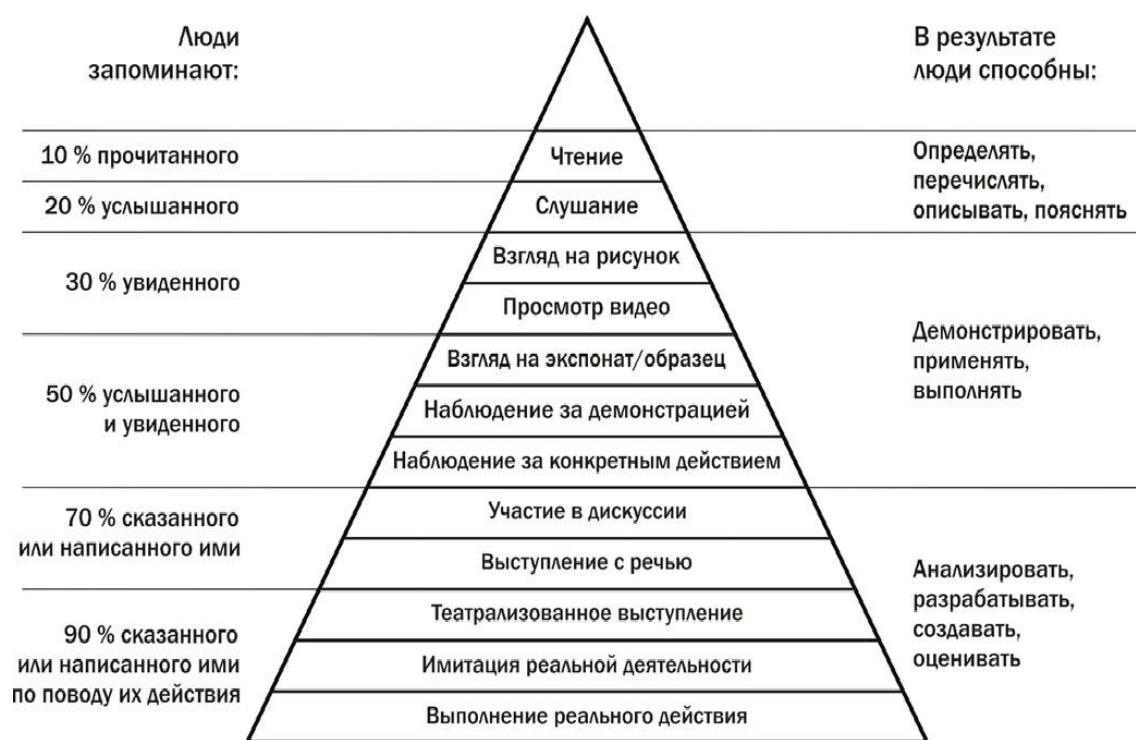 Люди
запоминают:
В результате
люди способны:
10 % прочитанного
Чтение
Определять,
перечислять,
описывать, пояснять
20 % услышанного
Слушание
30 % увиденного
Взгляд на рисунок
Просмотр видео
Демонстрировать,
применять,
выполнять
50 % услышанного
и увиденного
Взгляд на экспонат/образец
Наблюдение за демонстрацией
Наблюдение за конкретным действием
70 % сказанного
или написанного ими
Участие в дискуссии
Выступление с речью
Анализировать,
разрабатывать,
создавать,
оценивать
90 % сказанного
или написанного ими
по поводу их действия
Театрализованное выступление
Имитация реальной деятельности
Выполнение реального действия